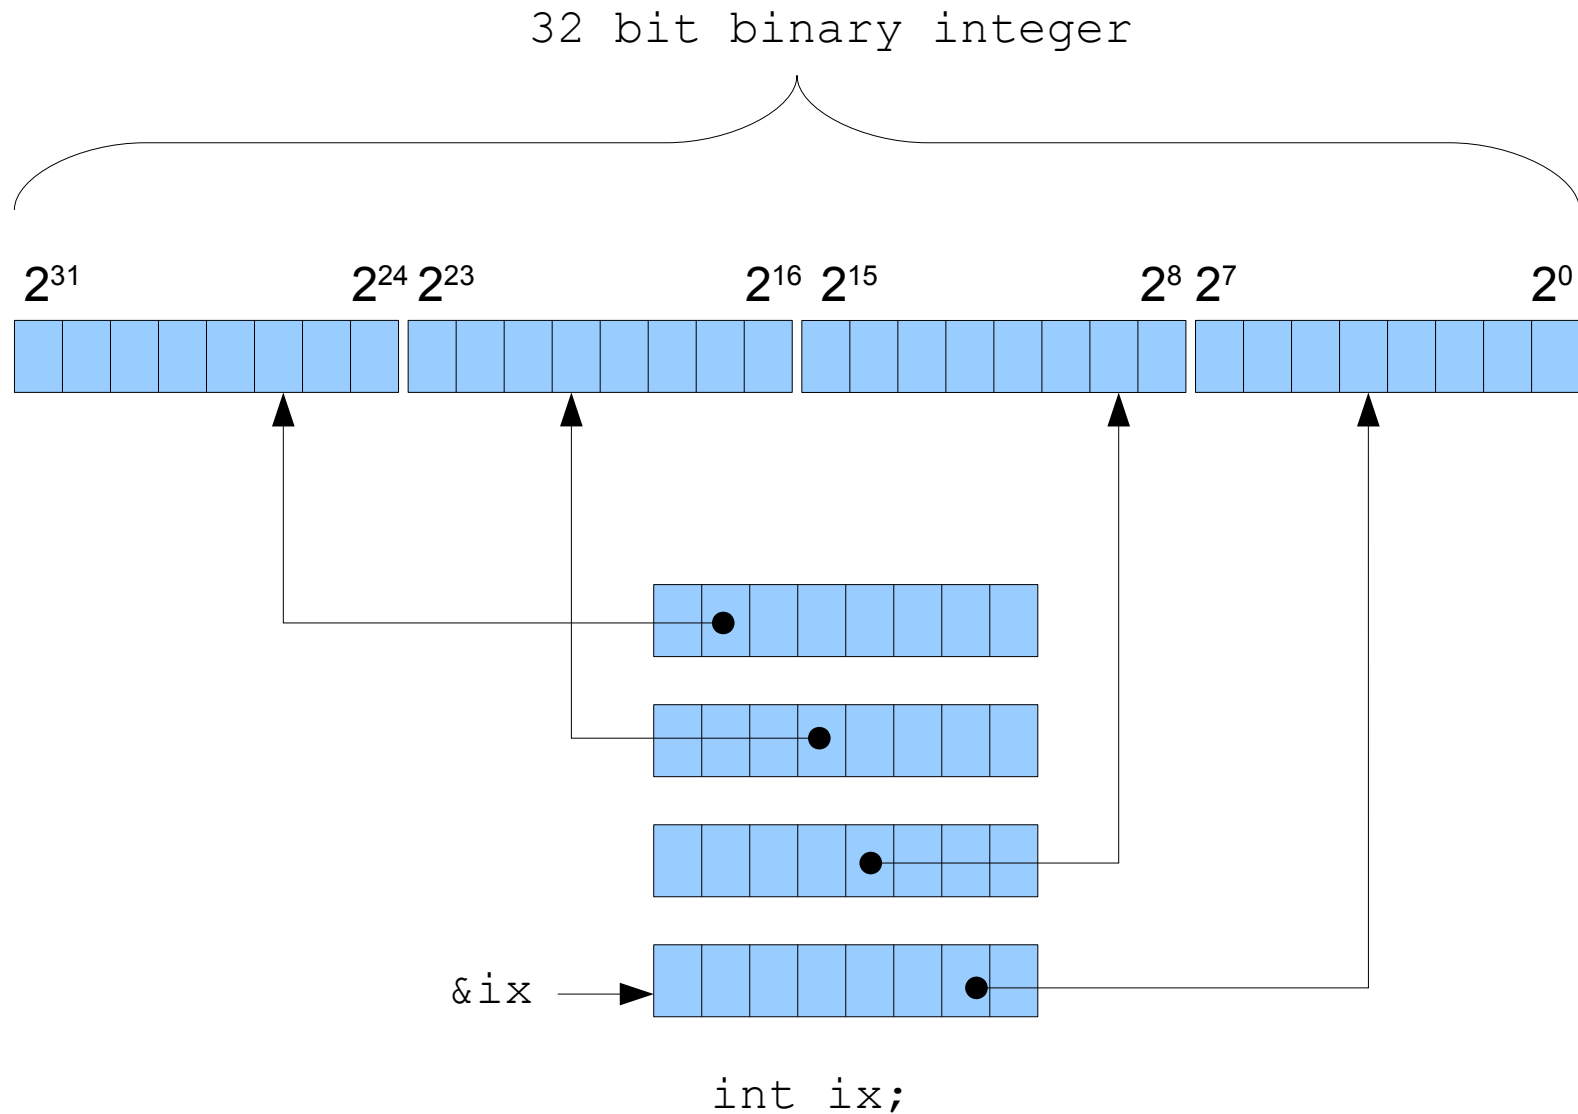 32 bit binary integer
2³¹ 2²⁴ 2²³ 2¹⁶ 2¹⁵ 2⁸ 2⁷ 2⁰
&ix
int ix;